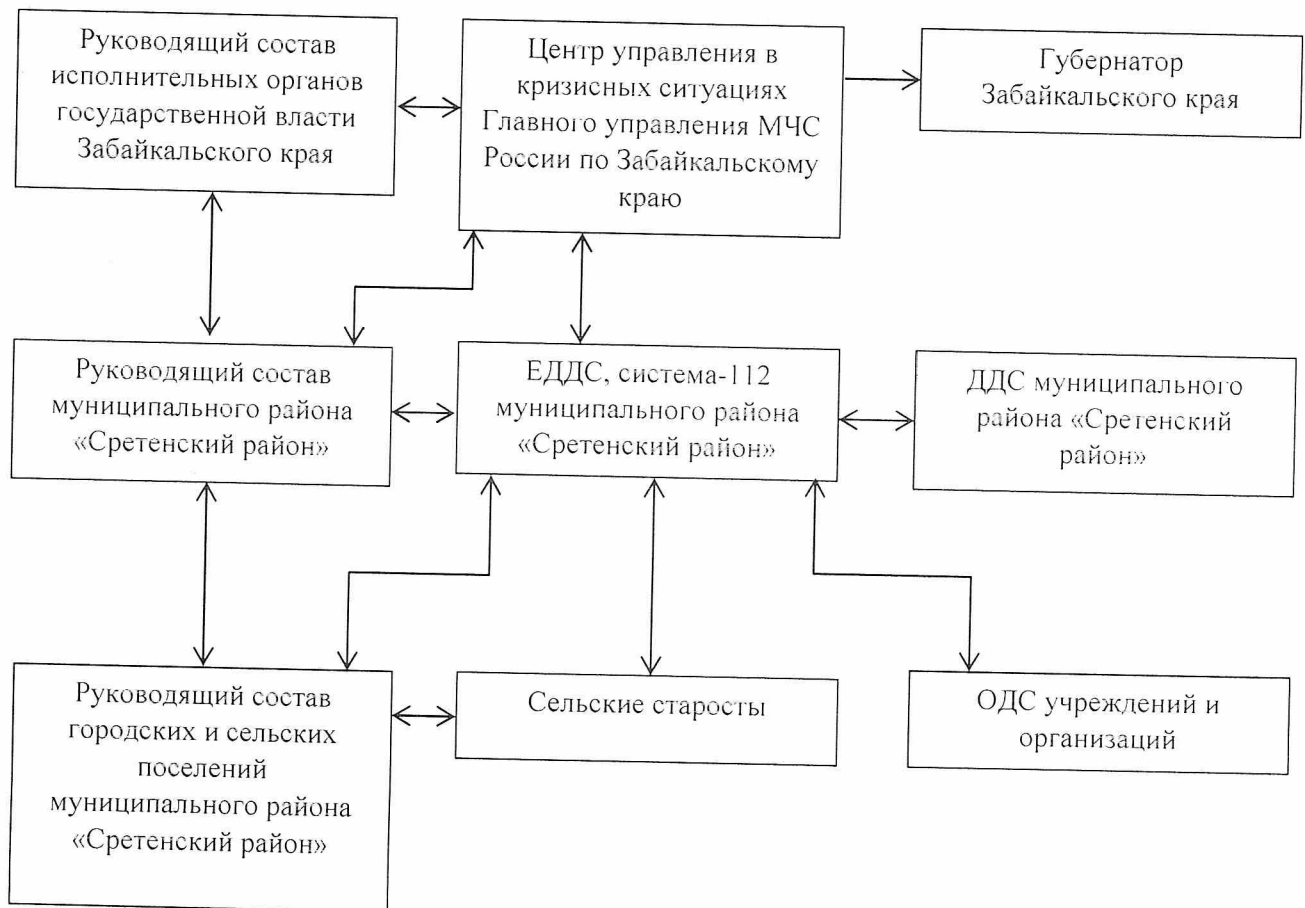 Руководящий состав
исполнительных органов
государственной власти
Забайкальского края
Центр управления в
кризисных ситуациях
Главного управления МЧС
России по Забайкальскому
краю
Губернатор
Забайкальского края
Руководящий состав
муниципального района
«Сретенский район»
ЕДДС, система-112
муниципального района
«Сретенский район»
ДДС муниципального
района «Сретенский
район»
Руководящий состав
городских и сельских
поселений
муниципального района
«Сретенский район»
Сельские старосты
ОДС учреждений и
организаций